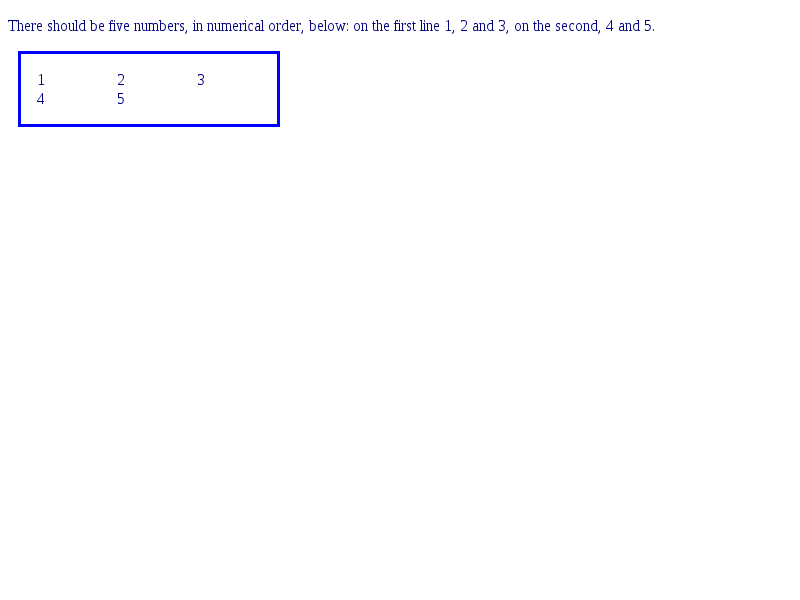 There should be five numbers, in numerical order, below: on the first line 1, 2 and 3, on the second, 4 and 5.
1 2 3
4 5